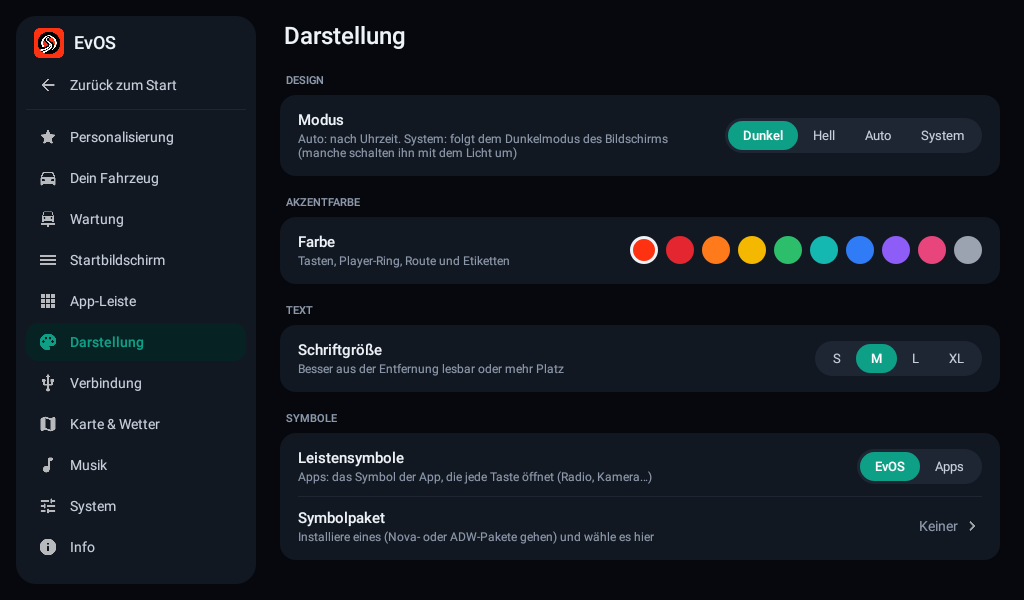 EvOS
Zurück zum Start
Personalisierung
Dein Fahrzeug
Wartung
Startbildschirm
App-Leiste
Darstellung
Verbindung
Karte & Wetter
Musik
System
Info
Darstellung
DESIGN
Modus
Auto: nach Uhrzeit. System: folgt dem Dunkelmodus des Bildschirms
(manche schalten ihn mit dem Licht um)
Dunkel Hell Auto System
AKZENTFARBE
Farbe
Tasten, Player-Ring, Route und Etiketten
TEXT
Schriftgröße
Besser aus der Entfernung lesbar oder mehr Platz
S M L XL
SYMBOLE
Leistensymbole
Apps: das Symbol der App, die jede Taste öffnet (Radio, Kamera…)
EvOS Apps
Symbolpaket
Installiere eines (Nova- oder ADW-Pakete gehen) und wähle es hier
Keiner